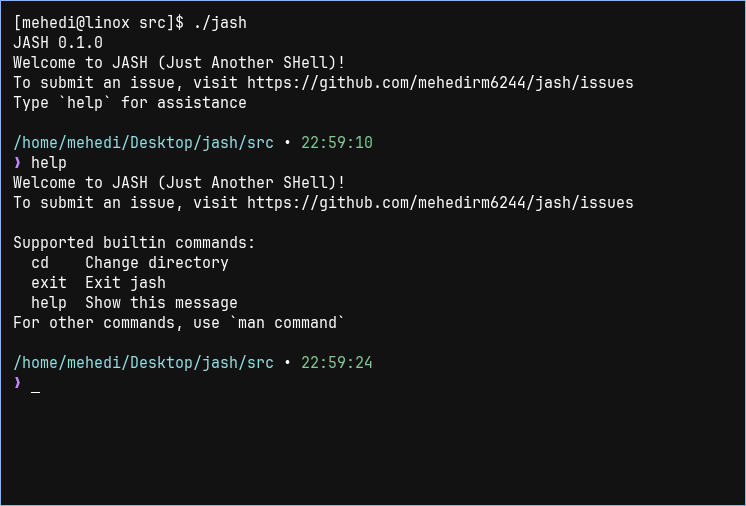 [mehedi@linox src]$ ./jash
JASH 0.1.0
Welcome to JASH (Just Another SHell)!
To submit an issue, visit https://github.com/mehedirm6244/jash/issues
Type `help` for assistance
/home/mehedi/Desktop/jash/src • 22:59:10
❱ help
Welcome to JASH (Just Another SHell)!
To submit an issue, visit https://github.com/mehedirm6244/jash/issues
Supported builtin commands:
  cd    Change directory
  exit  Exit jash
  help  Show this message
For other commands, use `man command`
/home/mehedi/Desktop/jash/src • 22:59:24
❱ _